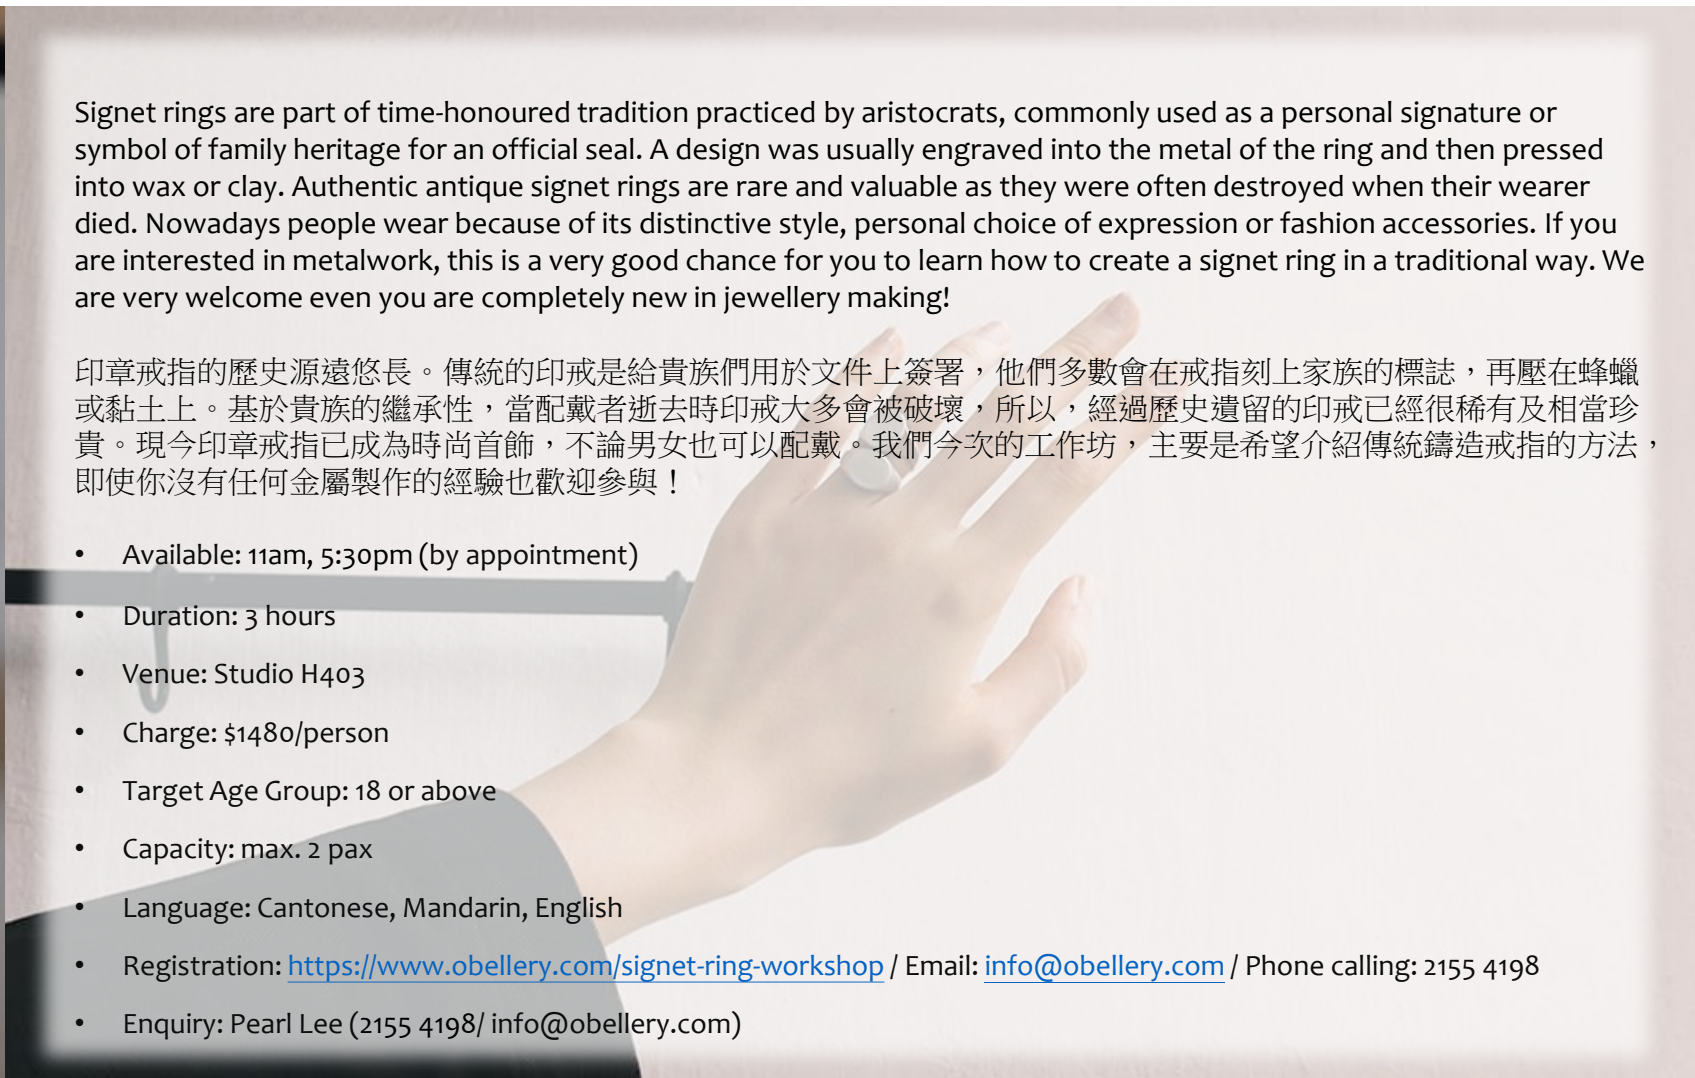 Signet rings are part of time-honoured tradition practiced by aristocrats, commonly used as a personal signature or
symbol of family heritage for an official seal. A design was usually engraved into the metal of the ring and then pressed
into wax or clay. Authentic antique signet rings are rare and valuable as they were often destroyed when their wearer
died. Nowadays people wear because of its distinctive style, personal choice of expression or fashion accessories. If you
are interested in metalwork, this is a very good chance for you to learn how to create a signet ring in a traditional way. We
are very welcome even you are completely new in jewellery making!
印章戒指的歷史源遠悠長。傳統的印戒是給貴族們用於文件上簽署，他們多數會在戒指刻上家族的標誌，再壓在蜂蠟
或黏土上。基於貴族的繼承性，當配戴者逝去時印戒大多會被破壞，所以，經過歷史遺留的印戒已經很稀有及相當珍
貴。現今印章戒指已成為時尚首飾，不論男女也可以配戴。我們今次的工作坊，主要是希望介紹傳統鑄造戒指的方法，
即使你沒有任何金屬製作的經驗也歡迎參與！
• Available: 11am, 5:30pm (by appointment)
• Duration: 3 hours
• Venue: Studio H403
• Charge: $1480/person
• Target Age Group: 18 or above
• Capacity: max. 2 pax
• Language: Cantonese, Mandarin, English
• Registration: https://www.obellery.com/signet-ring-workshop / Email: info@obellery.com / Phone calling: 2155 4198
• Enquiry: Pearl Lee (2155 4198/ info@obellery.com)